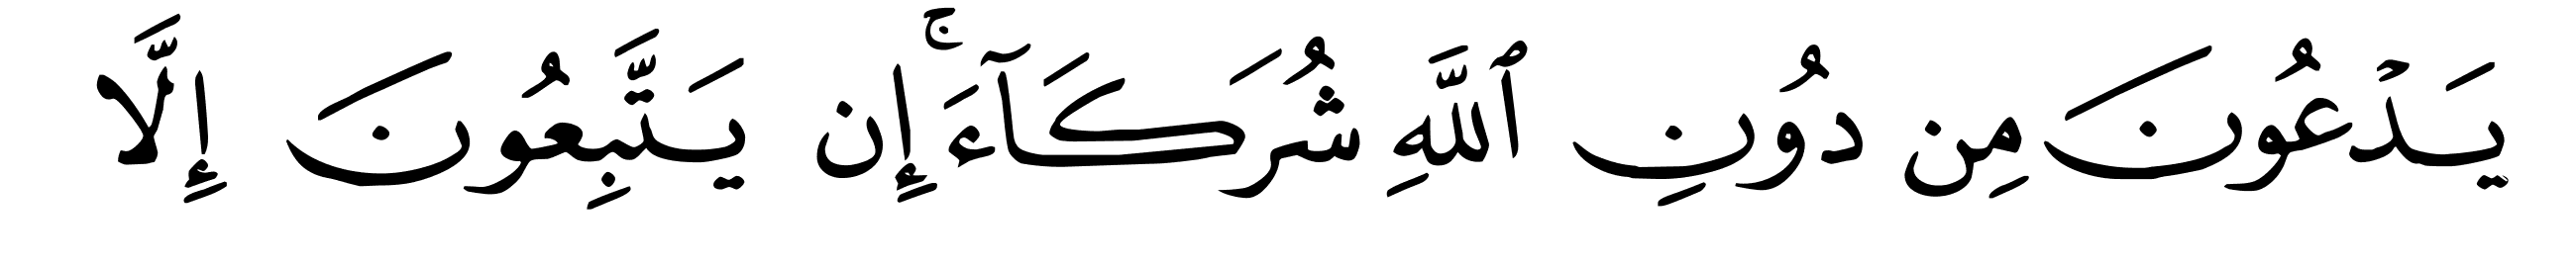 يَدْعُونَ مِن دُونِ ٱللَّهِ شُرَكَآءَ ۚ إِن يَتَّبِعُونَ إِلَّا